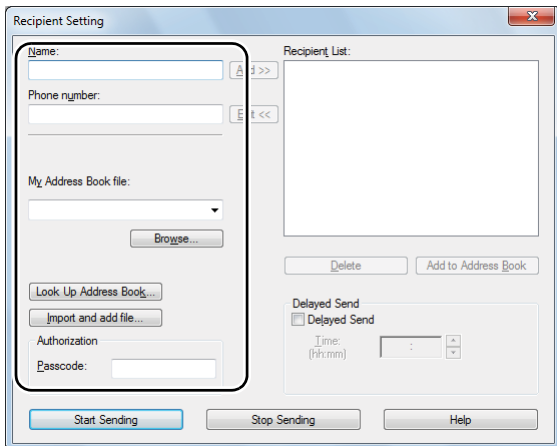 Recipient Setting
Name:
Add >>
Phone number:
Edit <<
My Address Book file:
Browse...
Look Up Address Book...
Import and add file...
Authorization
Passcode:
Recipient List:
Delete
Add to Address Book
Delayed Send
Delayed Send
Time:
(hh:mm)
:
Start Sending
Stop Sending
Help